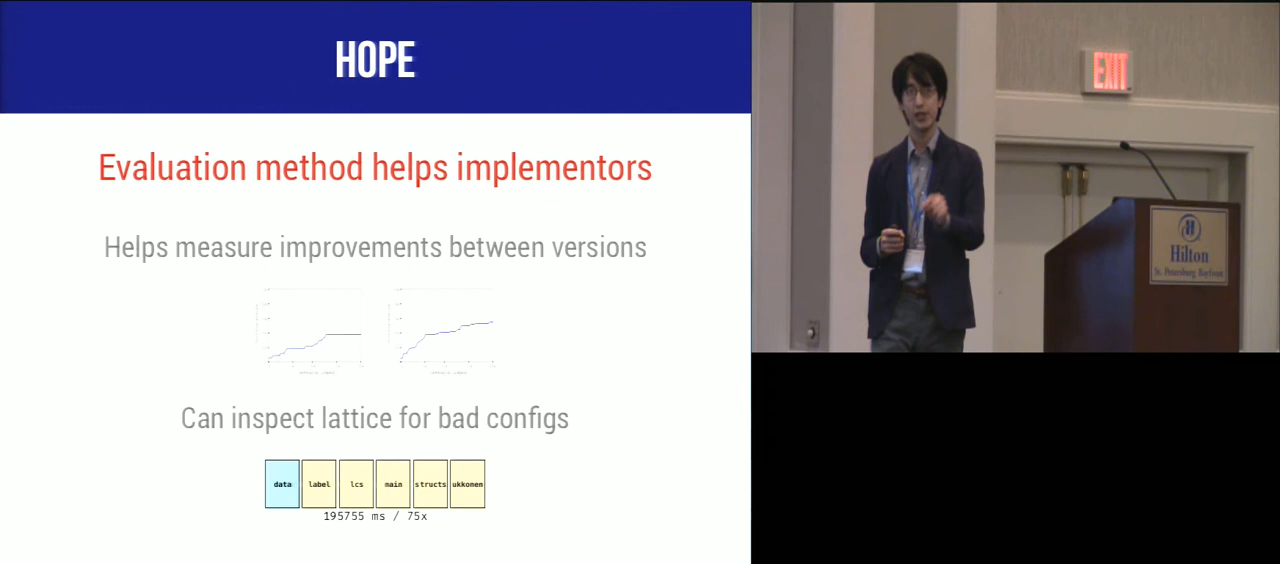 HOPE
Evaluation method helps implementors
Helps measure improvements between versions
Can inspect lattice for bad configs
data label lcs main structs ukkonen
195755 ms / 75x
EXIT
Hilton
St. Petersburg Bayfront